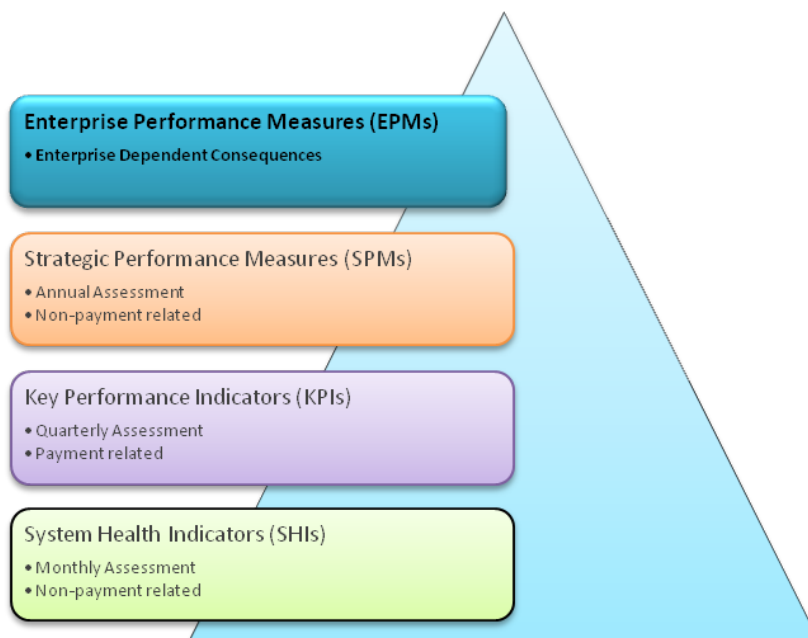 Enterprise Performance Measures (EPMs)
• Enterprise Dependent Consequences
Strategic Performance Measures (SPMs)
• Annual Assessment
• Non-payment related
Key Performance Indicators (KPIs)
• Quarterly Assessment
• Payment related
System Health Indicators (SHIs)
• Monthly Assessment
• Non-payment related